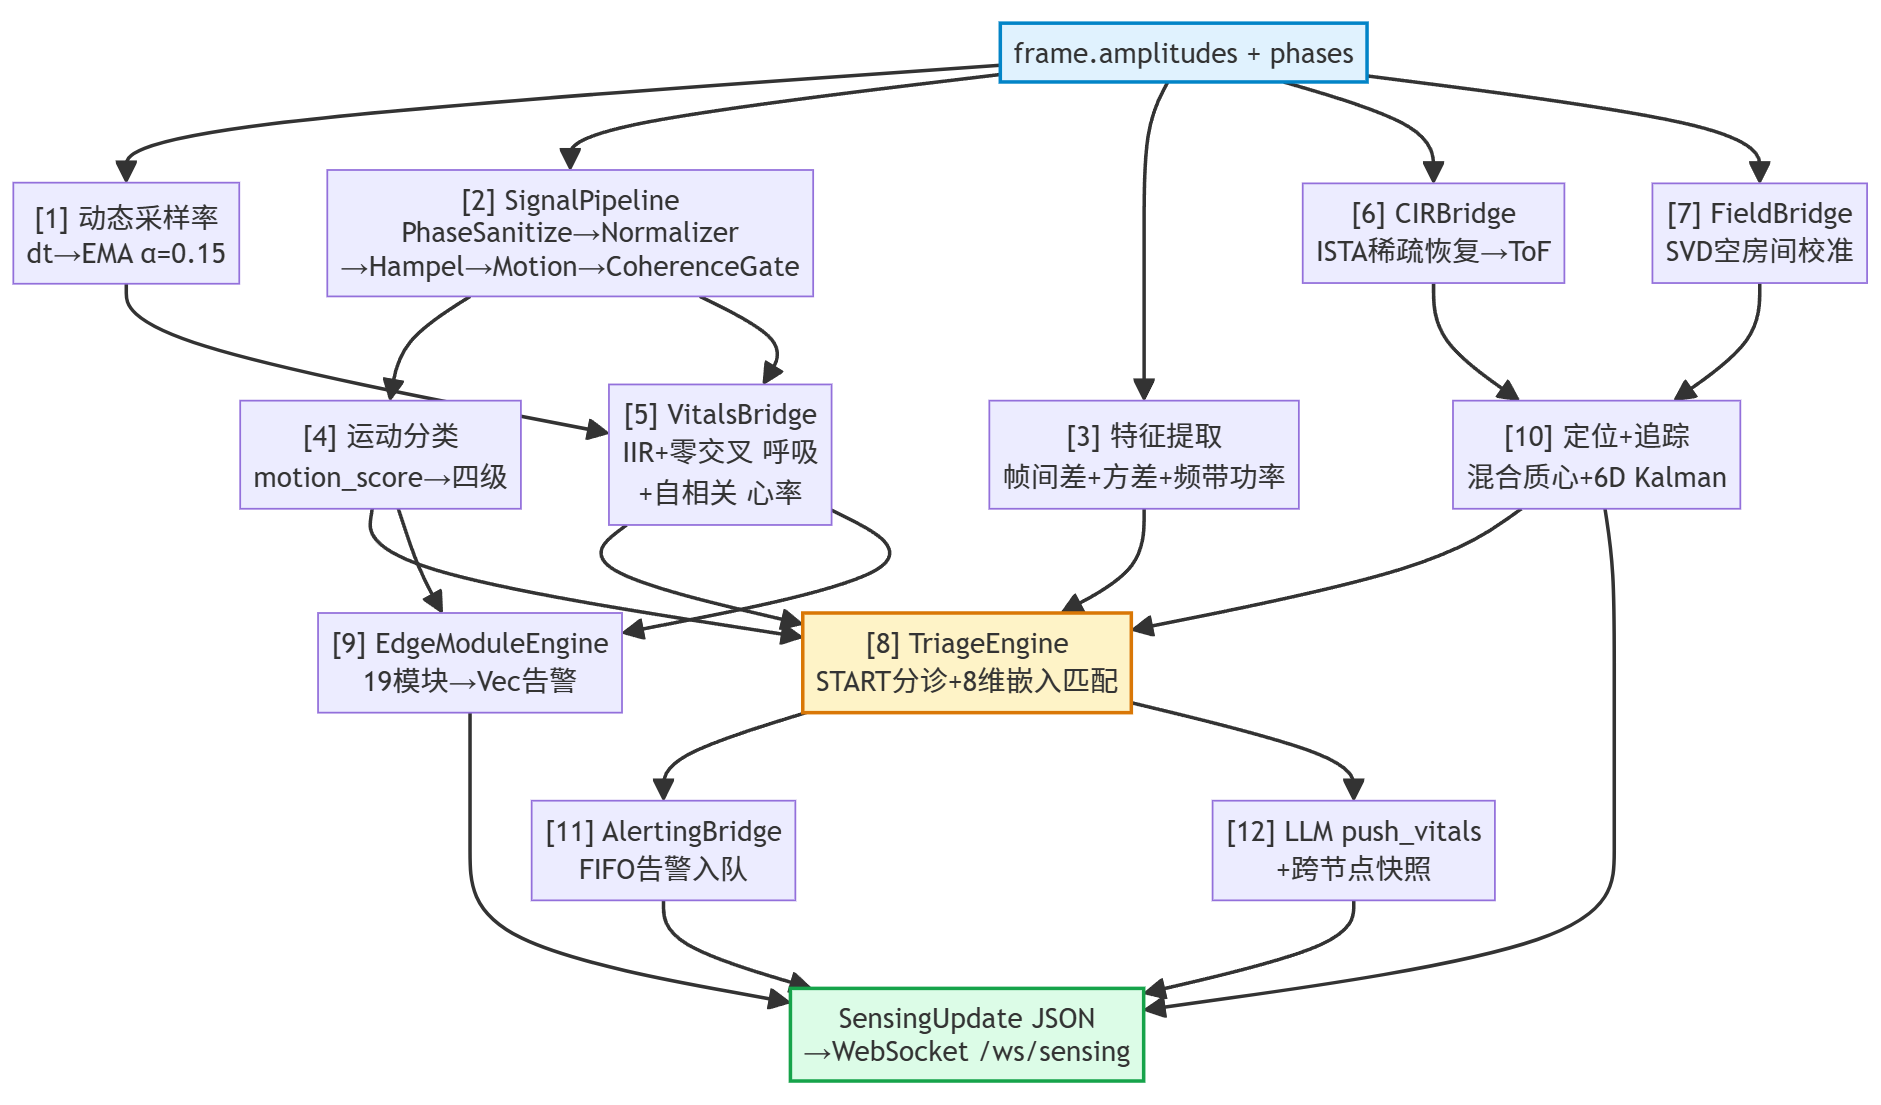 frame.amplitudes + phases
[1] 动态采样率
dt→EMA α=0.15
[2] SignalPipeline
PhaseSanitize→Normalizer
→Hampel→Motion→CoherenceGate
[6] CIRBridge
ISTA稀疏恢复→ToF
[7] FieldBridge
SVD空房间校准
[4] 运动分类
motion_score→四级
[5] VitalsBridge
IIR+零交叉 呼吸
+自相关 心率
[3] 特征提取
帧间差+方差+频带功率
[10] 定位+追踪
混合质心+6D Kalman
[9] EdgeModuleEngine
19模块→Vec告警
[8] TriageEngine
START分诊+8维嵌入匹配
[11] AlertingBridge
FIFO告警入队
[12] LLM push_vitals
+跨节点快照
SensingUpdate JSON
→WebSocket /ws/sensing